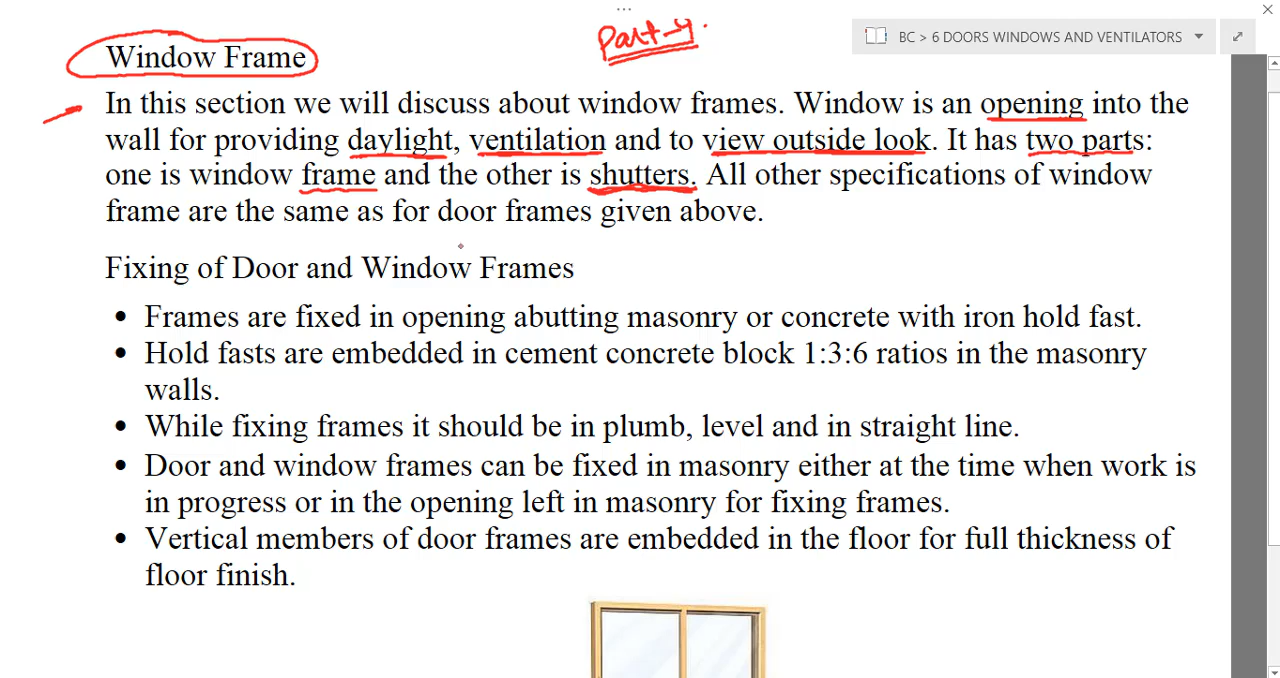 Part-4
BC > 6 DOORS WINDOWS AND VENTILATORS
Window Frame
In this section we will discuss about window frames. Window is an opening into the
wall for providing daylight, ventilation and to view outside look. It has two parts:
one is window frame and the other is shutters. All other specifications of window
frame are the same as for door frames given above.
Fixing of Door and Window Frames
• Frames are fixed in opening abutting masonry or concrete with iron hold fast.
• Hold fasts are embedded in cement concrete block 1:3:6 ratios in the masonry
walls.
• While fixing frames it should be in plumb, level and in straight line.
• Door and window frames can be fixed in masonry either at the time when work is
in progress or in the opening left in masonry for fixing frames.
• Vertical members of door frames are embedded in the floor for full thickness of
floor finish.